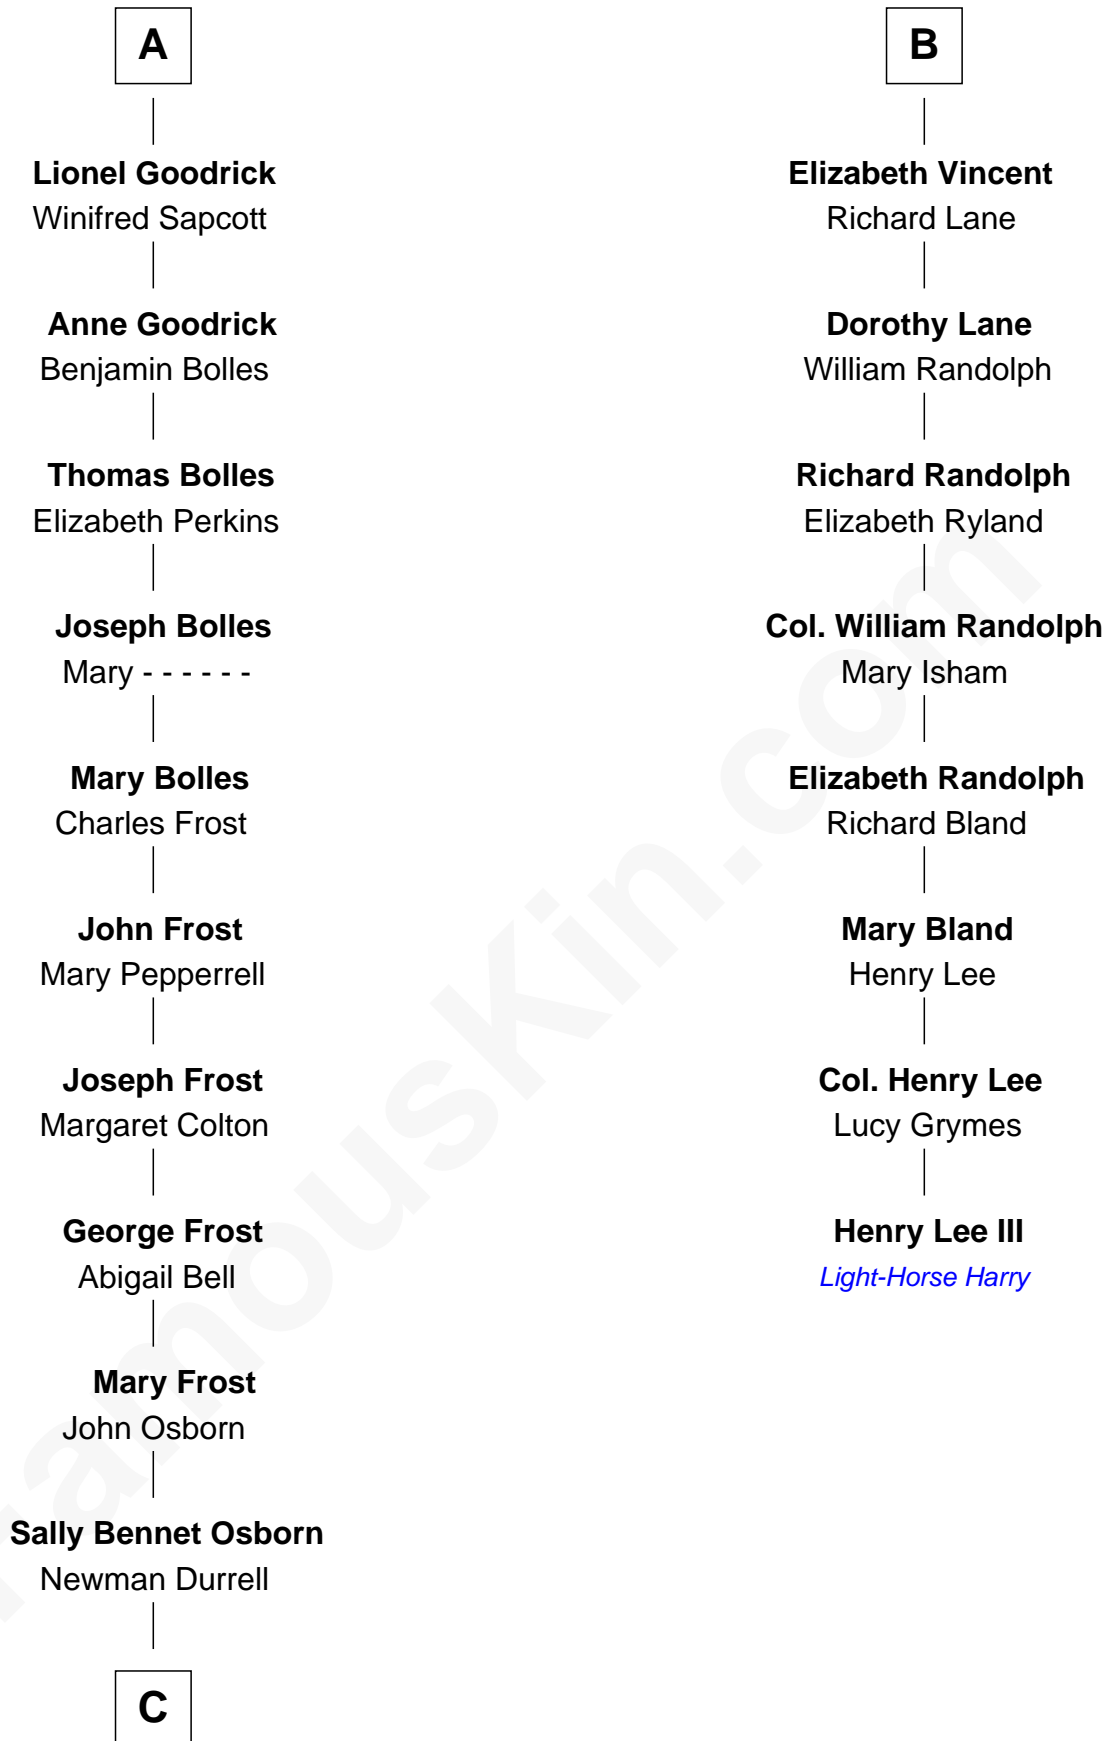 A
Lionel Goodrick
Winifred Sapcott
Anne Goodrick
Benjamin Bolles
Thomas Bolles
Elizabeth Perkins
Joseph Bolles
Mary - - - - - -
Mary Bolles
Charles Frost
John Frost
Mary Pepperrell
Joseph Frost
Margaret Colton
George Frost
Abigail Bell
Mary Frost
John Osborn
Sally Bennet Osborn
Newman Durrell
C
B
Elizabeth Vincent
Richard Lane
Dorothy Lane
William Randolph
Richard Randolph
Elizabeth Ryland
Col. William Randolph
Mary Isham
Elizabeth Randolph
Richard Bland
Mary Bland
Henry Lee
Col. Henry Lee
Lucy Grymes
Henry Lee III
Light-Horse Harry
FamousKin.com